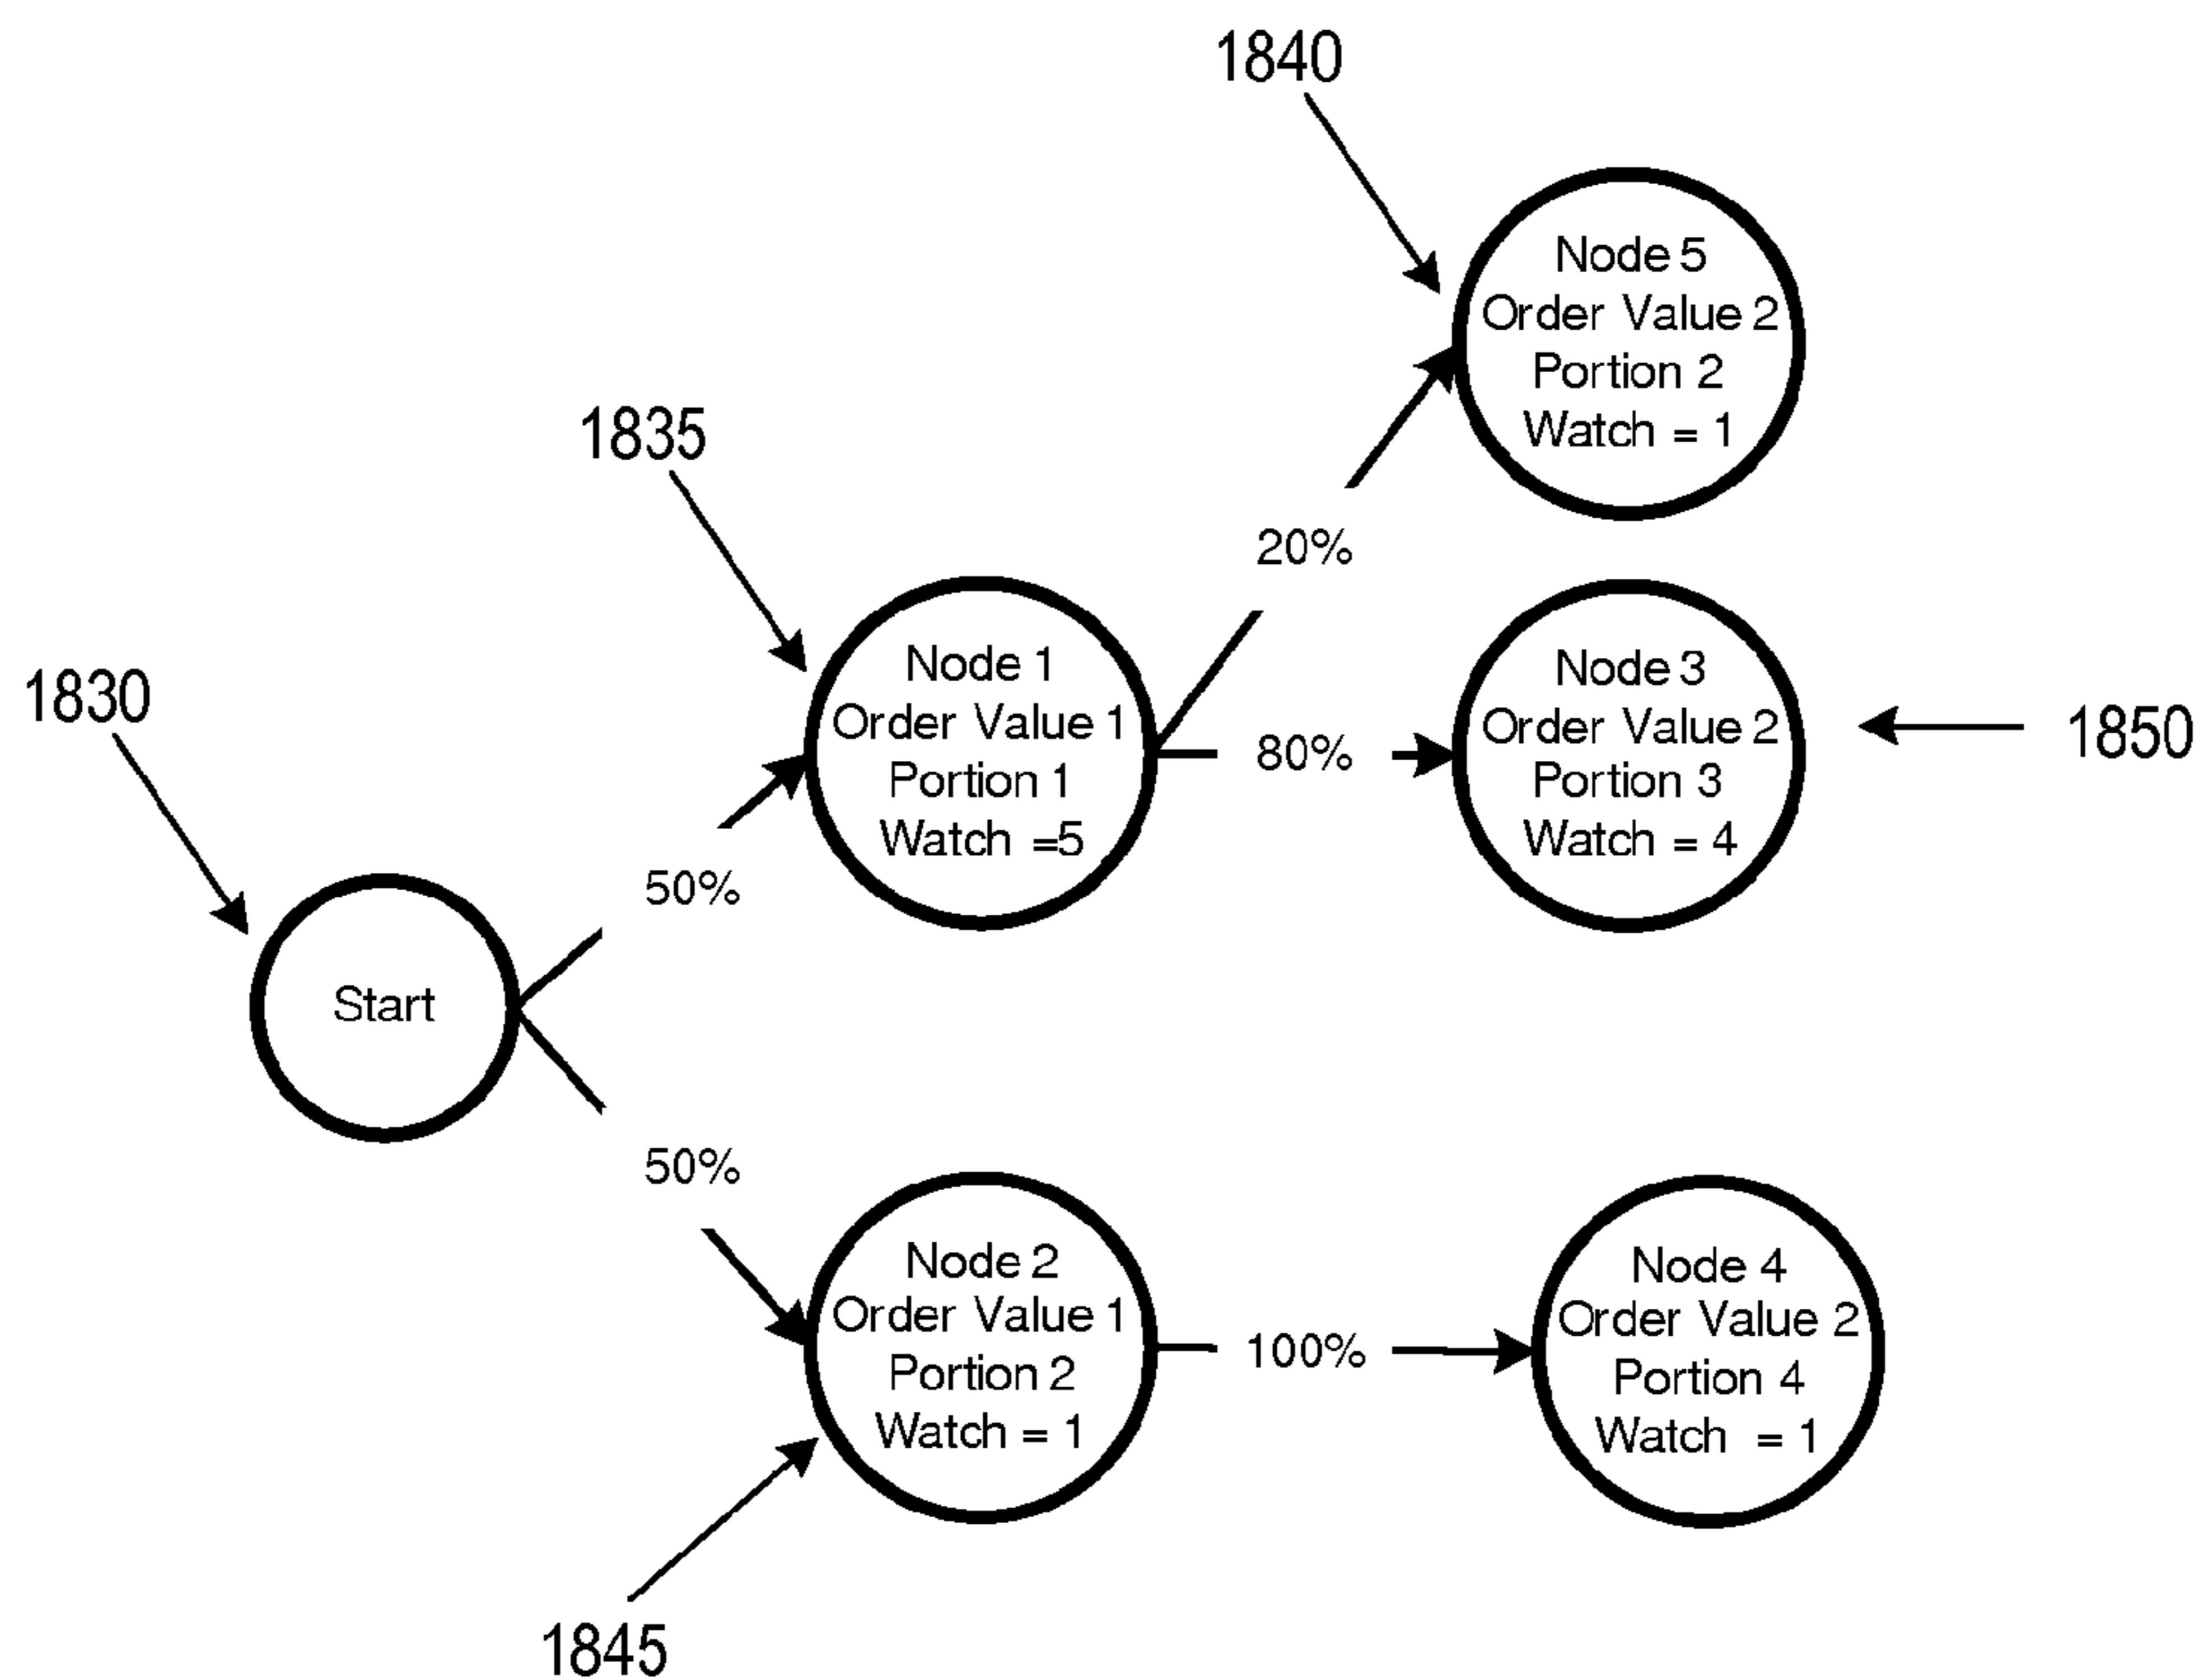 1840
Node 5
Order Value 2
Portion 2
Watch = 1
1835
20%
Node 1
Order Value 1
Portion 1
Watch =5
80%
Node 3
Order Value 2
Portion 3
Watch = 4
1850
1830
50%
Start
50%
Node 2
Order Value 1
Portion 2
Watch = 1
100%
Node 4
Order Value 2
Portion 4
Watch = 1
1845